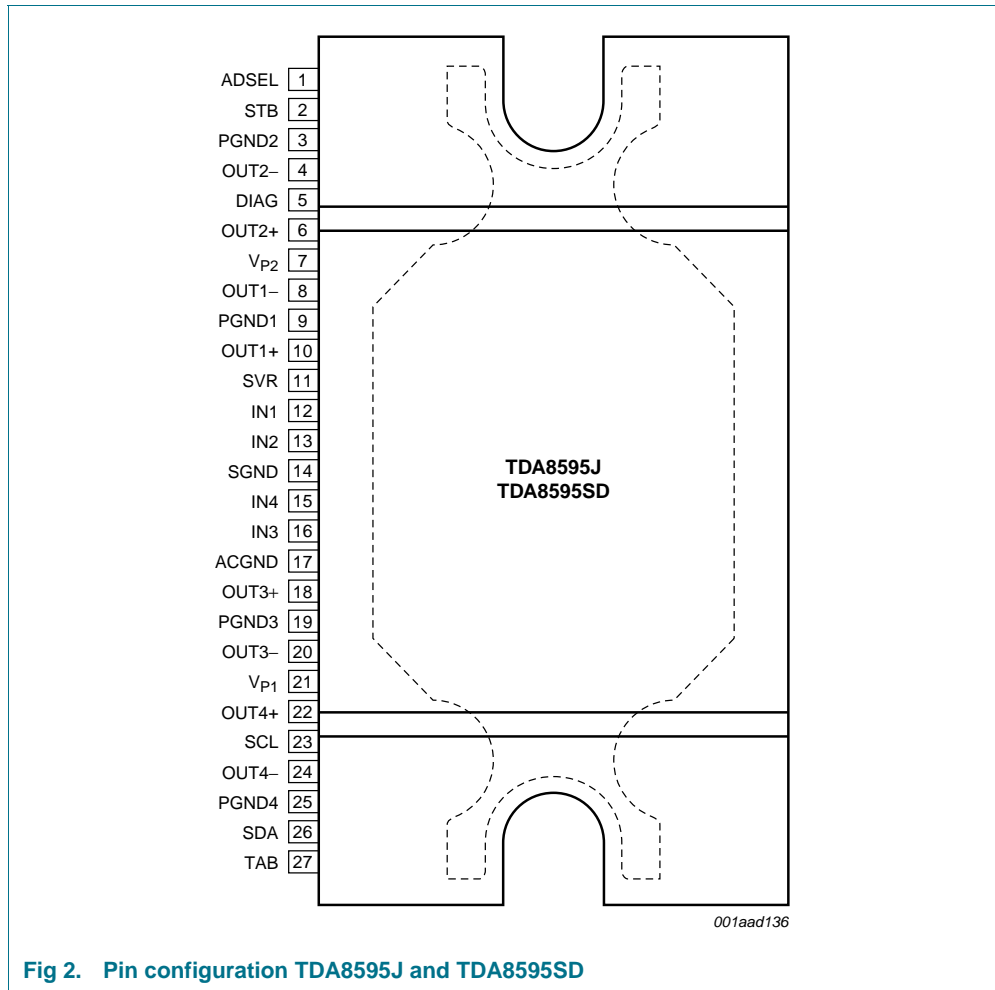 ADSEL 1
STB 2
PGND2 3
OUT2− 4
DIAG 5
OUT2+ 6
VP2 7
OUT1− 8
PGND1 9
OUT1+ 10
SVR 11
IN1 12
IN2 13
SGND 14
IN4 15
IN3 16
ACGND 17
OUT3+ 18
PGND3 19
OUT3− 20
VP1 21
OUT4+ 22
SCL 23
OUT4− 24
PGND4 25
SDA 26
TAB 27
TDA8595J
TDA8595SD
001aad136
Fig 2. Pin configuration TDA8595J and TDA8595SD